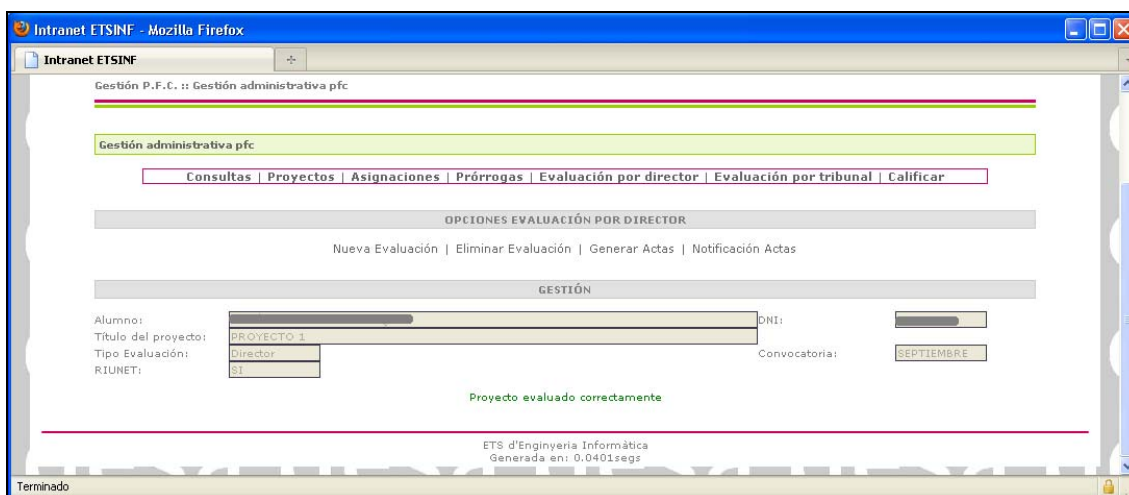 Intranet ETSINF - Mozilla Firefox
Intranet ETSINF
Gestión P.F.C. :: Gestión administrativa pfc
Gestión administrativa pfc
Consultas | Proyectos | Asignaciones | Prórrogas | Evaluación por director | Evaluación por tribunal | Calificar
OPCIONES EVALUACIÓN POR DIRECTOR
Nueva Evaluación | Eliminar Evaluación | Generar Actas | Notificación Actas
GESTIÓN
Alumno: DNI:
Título del proyecto: PROYECTO 1
Tipo Evaluación: Director Convocatoria: SEPTIEMBRE
RIUNET: SI
Proyecto evaluado correctamente
ETS d'Enginyeria Informàtica
Generada en: 0.0401segs
Terminado